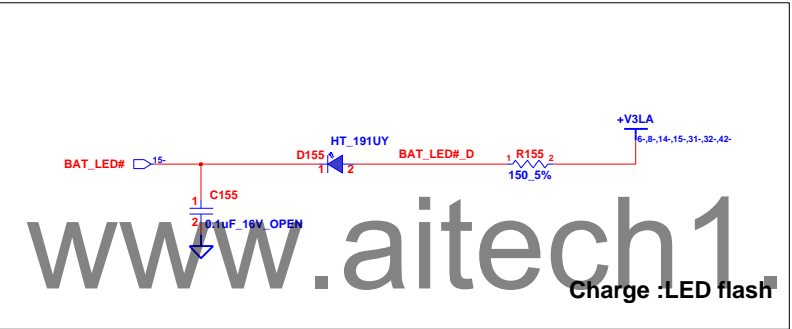 +V3LA
6-,8-,14-,15-,31-,32-,42-
HT_191UY
BAT_LED# 15- D155 1 2 BAT_LED#_D 1 R155 2
150_5%
C155
1
2 0.1uF_16V_OPEN
www.aitech1.
Charge :LED flash